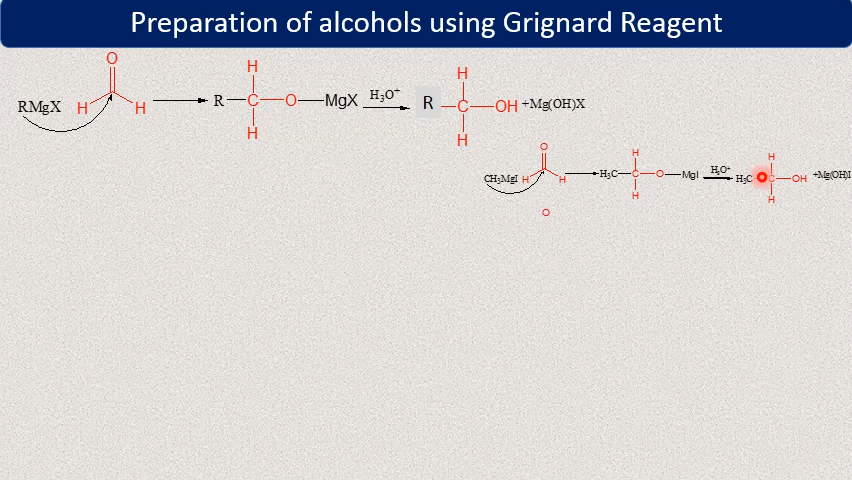 Preparation of alcohols using Grignard Reagent
O
H
H
RMgX H H R C O MgX H₃O⁺ R C OH +Mg(OH)X
H
H
O
H
H
CH₃MgI H H H₃C C O MgI H₃O⁺ H₃C C OH +Mg(OH)I
H
H
O